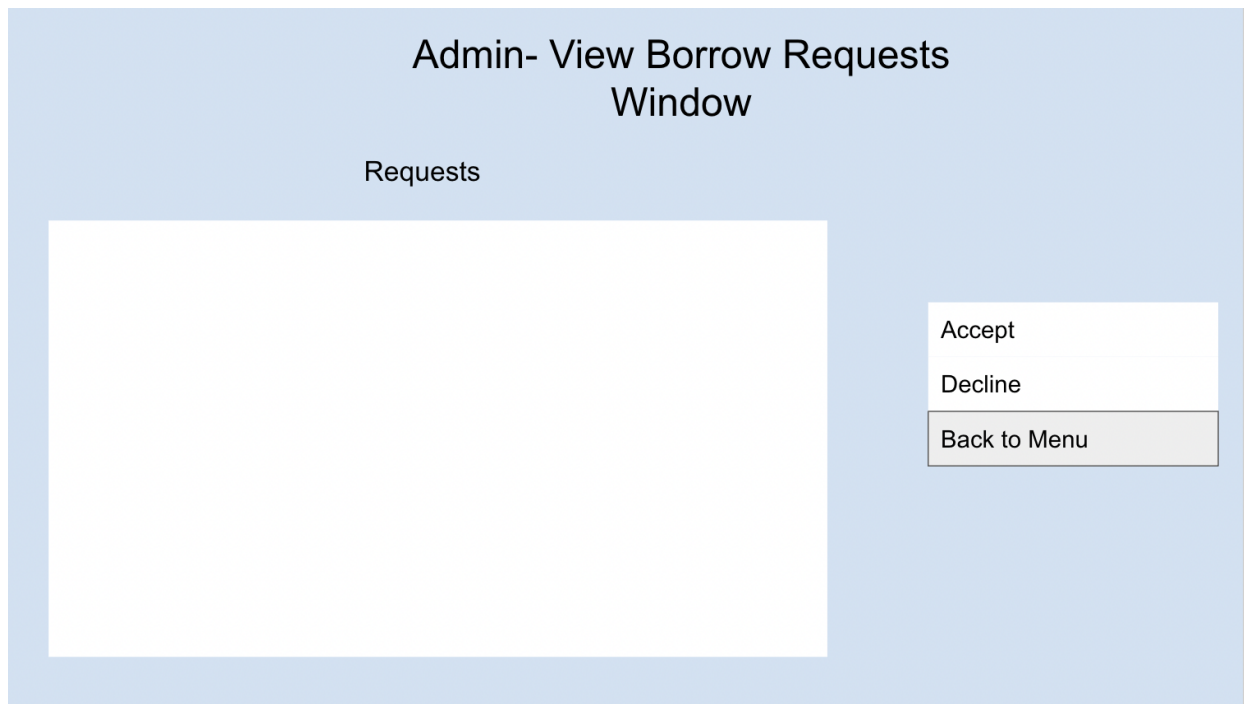 Admin- View Borrow Requests
Window
Requests
Accept
Decline
Back to Menu